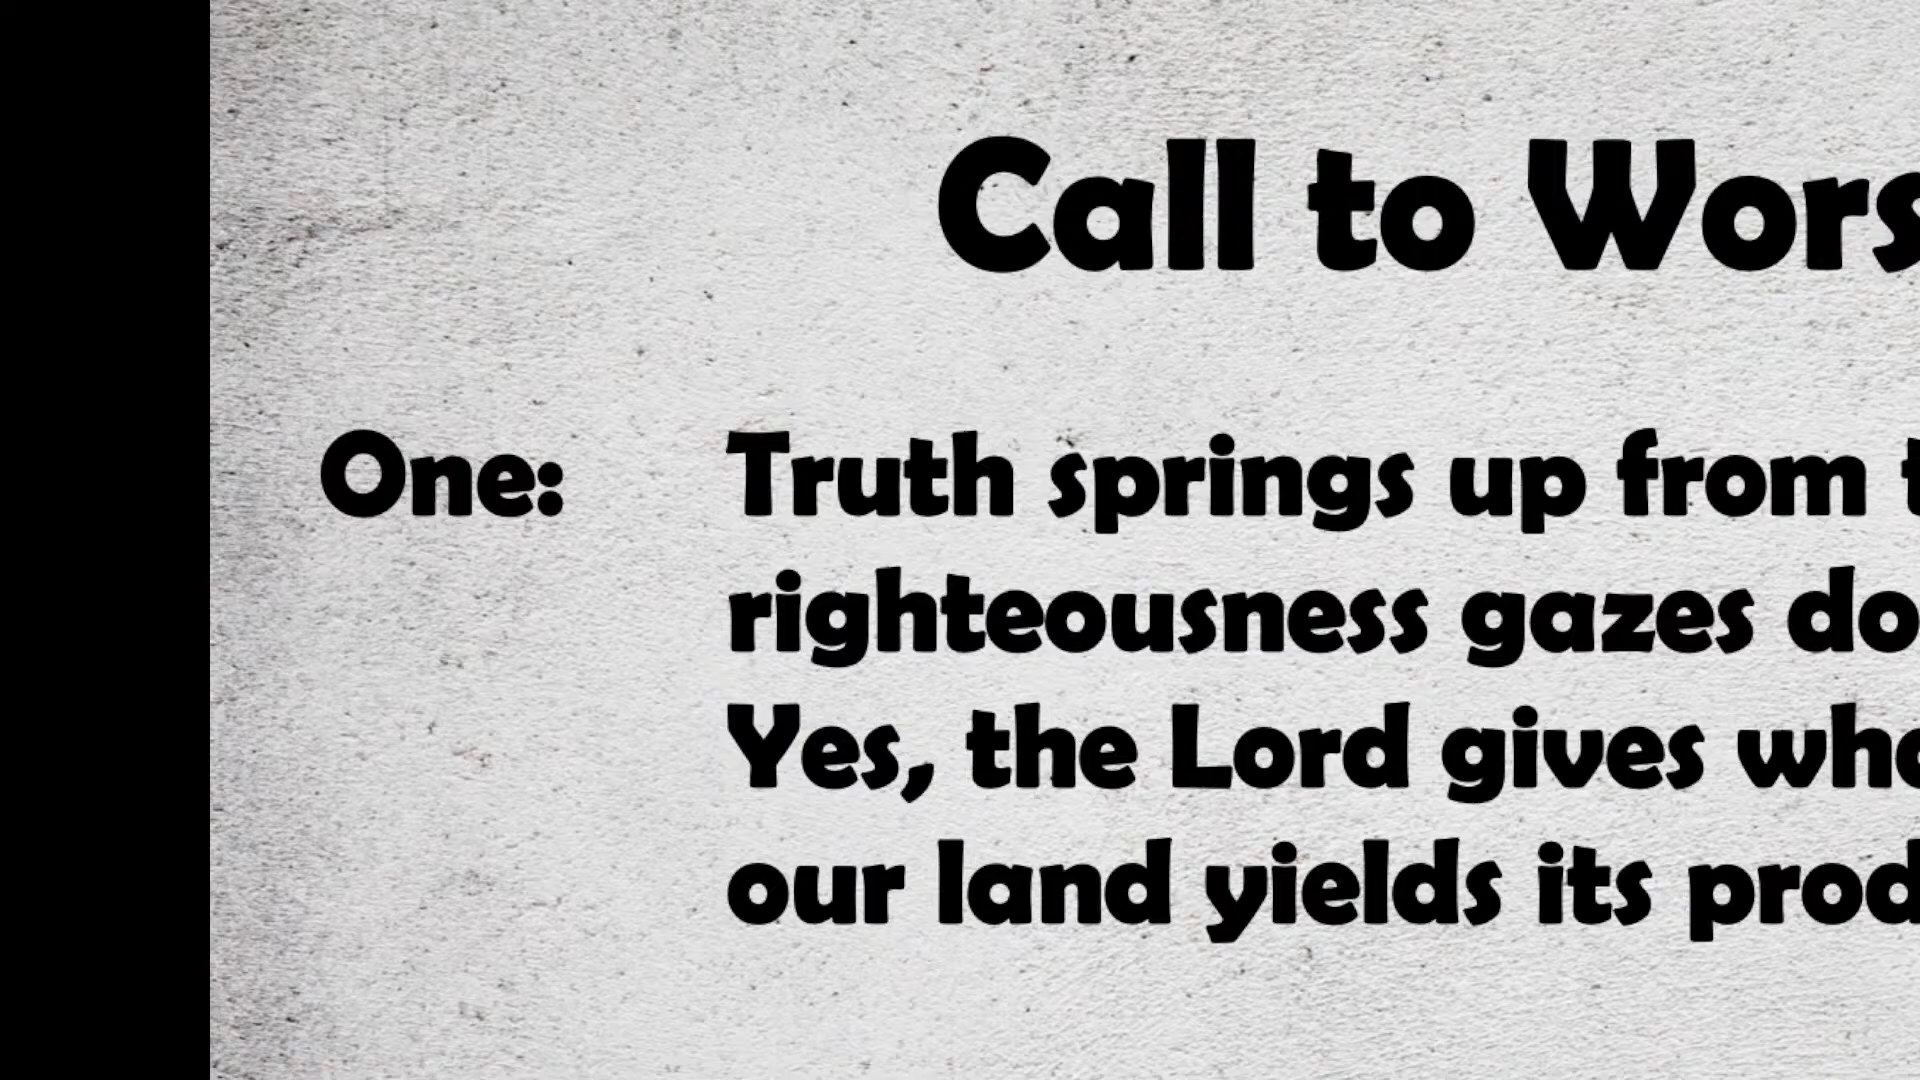 Call to Wors
One: Truth springs up from t
righteousness gazes do
Yes, the Lord gives wha
our land yields its prod